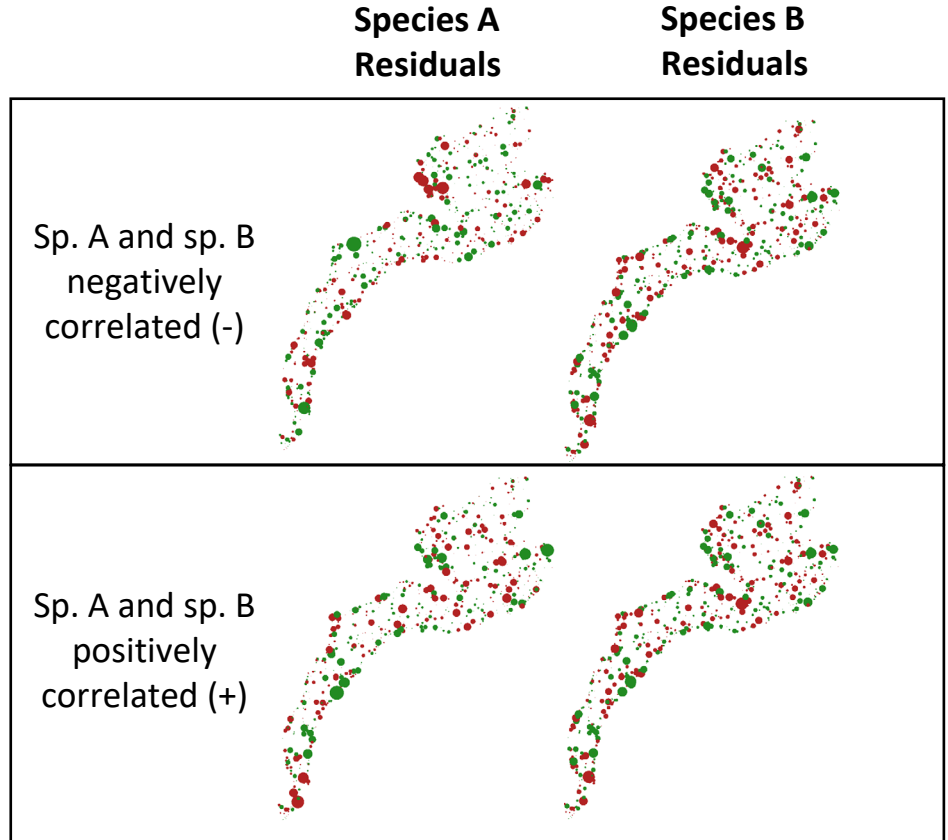 Species A
Residuals
Species B
Residuals
Sp. A and sp. B
negatively
correlated (-)
Sp. A and sp. B
positively
correlated (+)